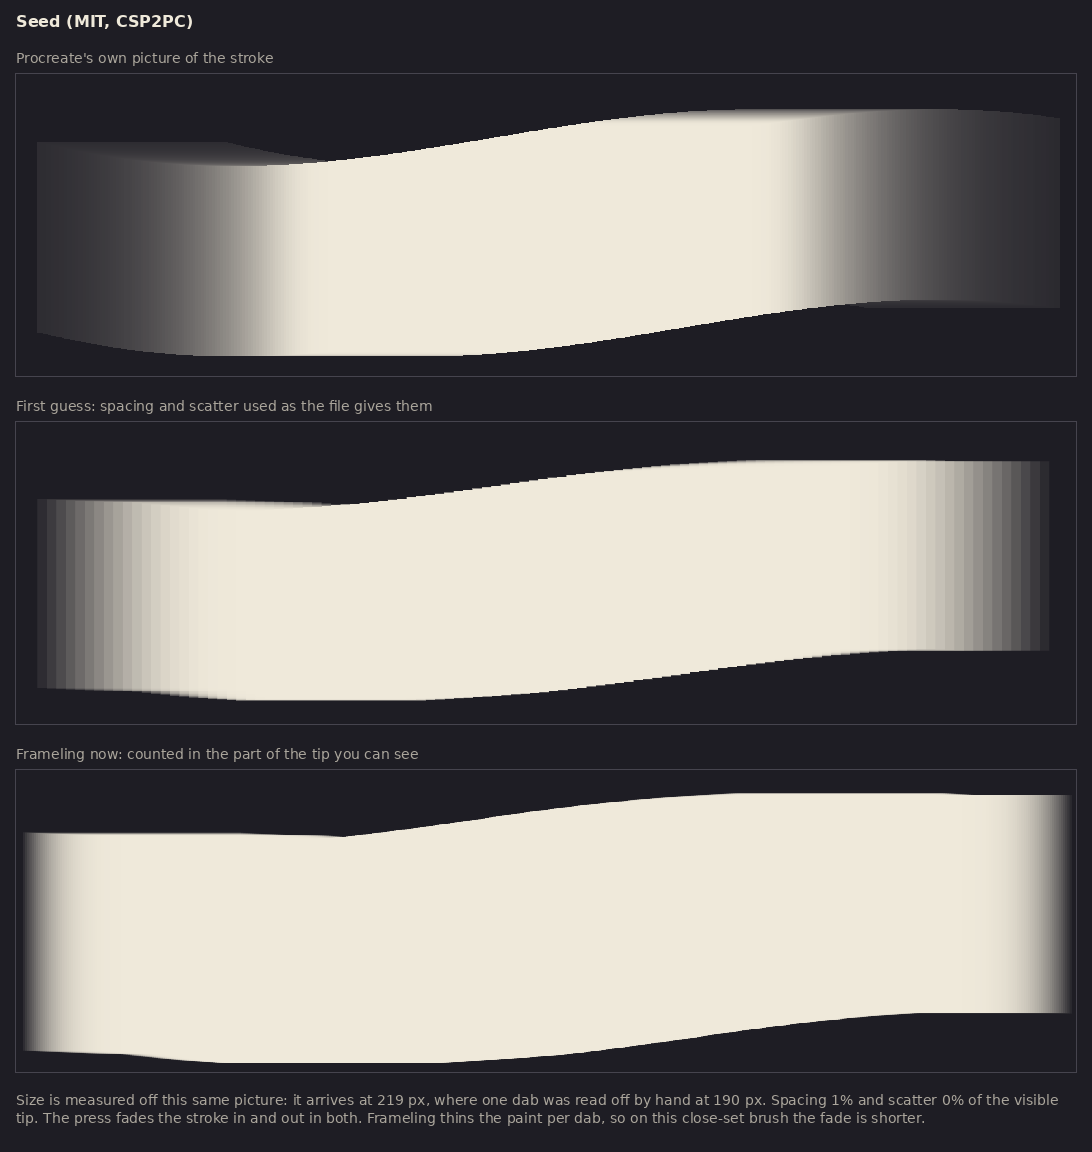 Seed (MIT, CSP2PC)
Procreate's own picture of the stroke
First guess: spacing and scatter used as the file gives them
Frameling now: counted in the part of the tip you can see
Size is measured off this same picture: it arrives at 219 px, where one dab was read off by hand at 190 px. Spacing 1% and scatter 0% of the visible
tip. The press fades the stroke in and out in both. Frameling thins the paint per dab, so on this close-set brush the fade is shorter.